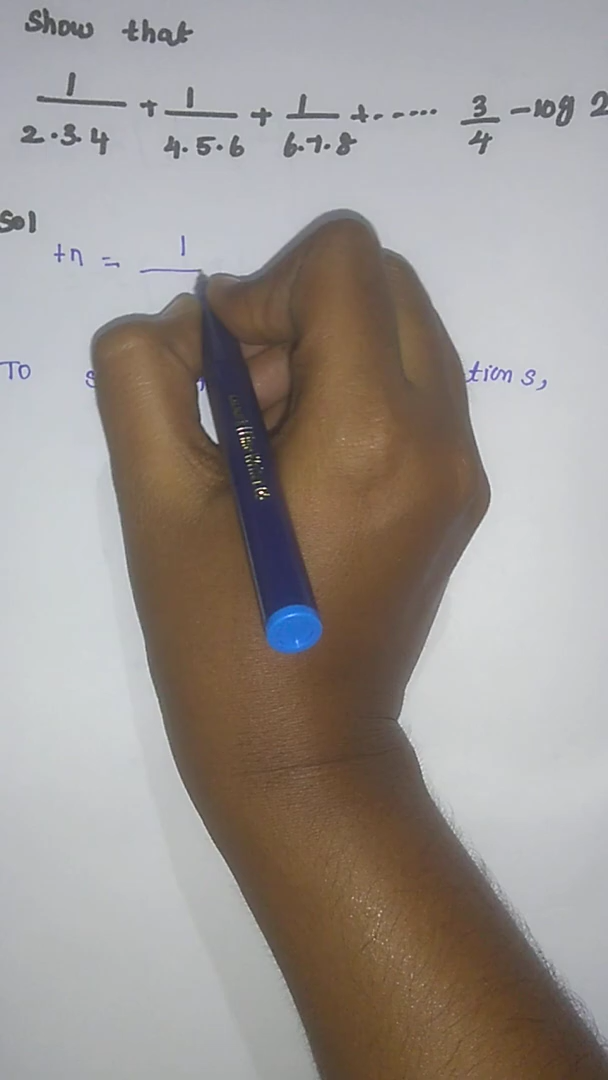 Show that
1/2.3.4 + 1/4.5.6 + 1/6.7.8 +...... 3/4 - log 2
Sol
tn = 1
To
tions,